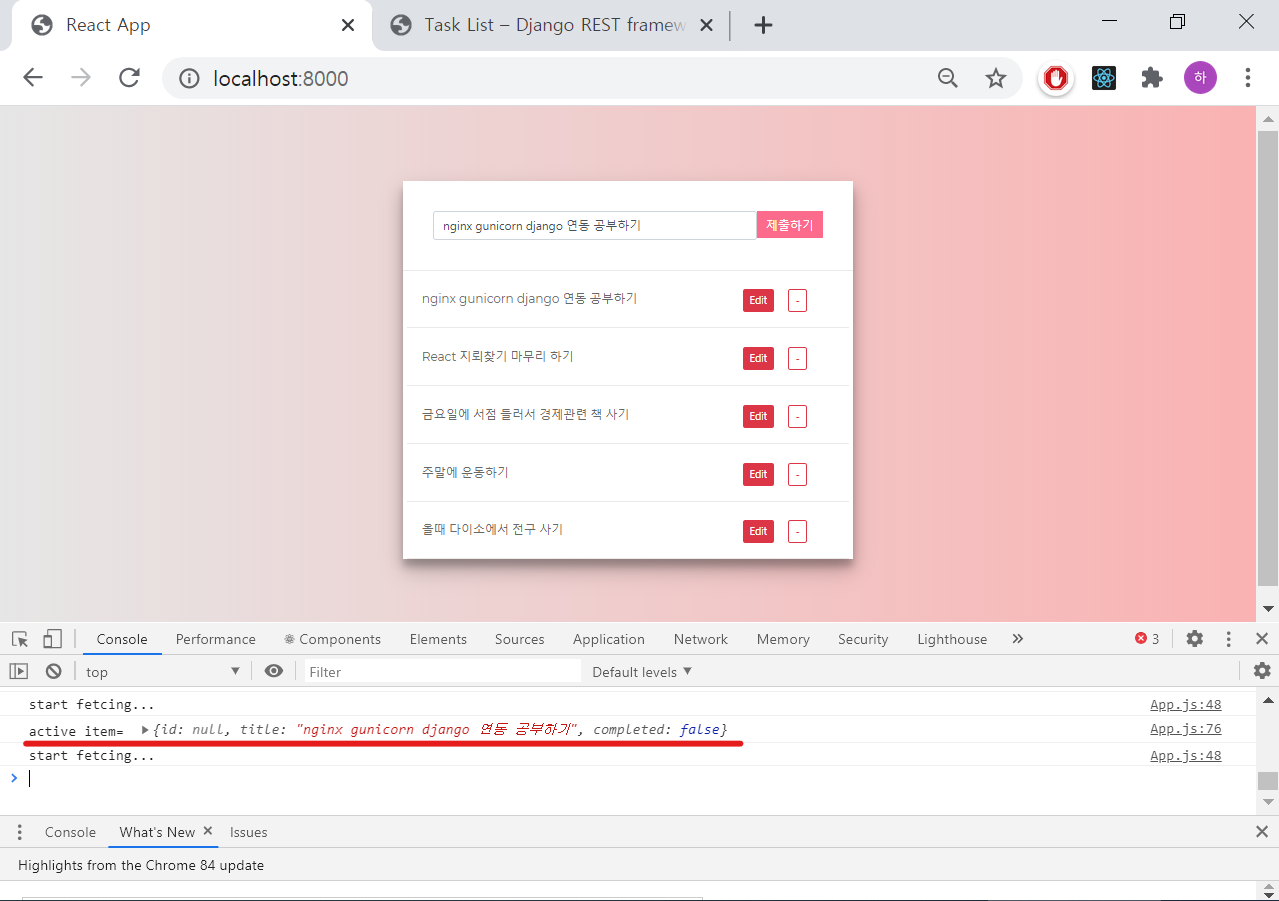 React App
Task List – Django REST framew
localhost:8000
하
nginx gunicorn django 연동 공부하기
제출하기
nginx gunicorn django 연동 공부하기
Edit
-
React 지뢰찾기 마무리 하기
Edit
-
금요일에 서점 들러서 경제관련 책 사기
Edit
-
주말에 운동하기
Edit
-
올때 다이소에서 전구 사기
Edit
-
Console
Performance
Components
Elements
Sources
Application
Network
Memory
Security
Lighthouse
3
top
Filter
Default levels
start fetcing...
App.js:48
active item= {id: null, title: "nginx gunicorn django 연동 공부하기", completed: false}
App.js:76
start fetcing...
App.js:48
Console
What's New
Issues
Highlights from the Chrome 84 update